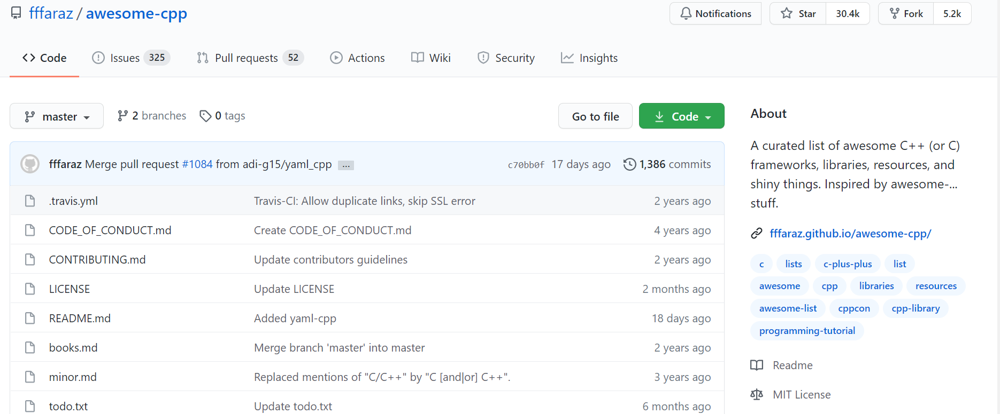 fffaraz / awesome-cpp
Notifications Star 30.4k Fork 5.2k
Code Issues 325 Pull requests 52 Actions Wiki Security Insights
master 2 branches 0 tags Go to file Code
fffaraz Merge pull request #1084 from adi-g15/yaml_cpp ... c70bb0f 17 days ago 1,386 commits
.travis.yml Travis-CI: Allow duplicate links, skip SSL error 2 years ago
CODE_OF_CONDUCT.md Create CODE_OF_CONDUCT.md 4 years ago
CONTRIBUTING.md Update contributors guidelines 2 years ago
LICENSE Update LICENSE 2 months ago
README.md Added yaml-cpp 18 days ago
books.md Merge branch 'master' into master 2 years ago
minor.md Replaced mentions of "C/C++" by "C [and|or] C++". 3 years ago
todo.txt Update todo.txt 6 months ago
About
A curated list of awesome C++ (or C)
frameworks, libraries, resources, and
shiny things. Inspired by awesome-...
stuff.
fffaraz.github.io/awesome-cpp/
c lists c-plus-plus list
awesome cpp libraries resources
awesome-list cppcon cpp-library
programming-tutorial
Readme
MIT License